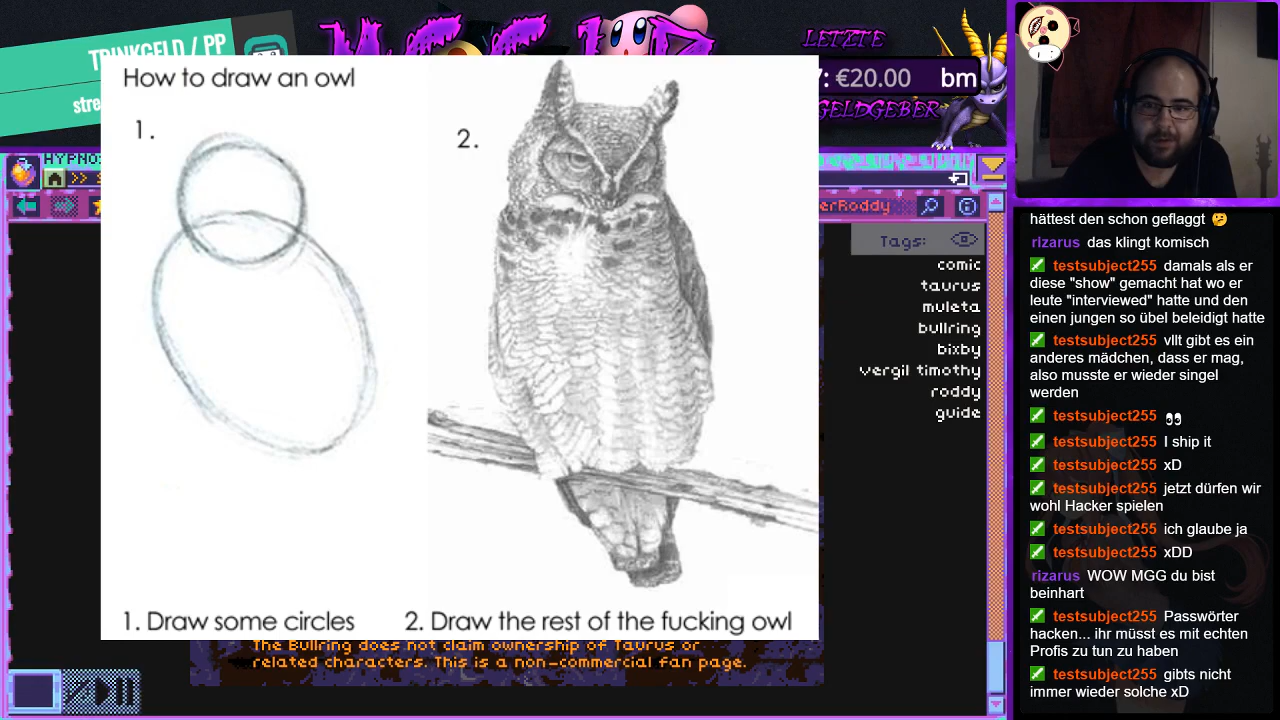 TRINKGELD / PP
stre
LETZTE
7: €20.00 bm
GELDGEBER
How to draw an owl
1.
2.
1. Draw some circles
2. Draw the rest of the fucking owl
HYPNO
>>
erRoddy
Tags:
comic
taurus
muleta
bullring
bixby
vergil timothy
roddy
guide
The Bullring does not claim ownership of Taurus or
related characters. This is a non-commercial fan page.
hättest den schon geflaggt 🤔
rizarus das klingt komisch
testsubject255 damals als er
diese "show" gemacht hat wo er
leute "interviewed" hatte und den
einen jungen so übel beleidigt hatte
testsubject255 vllt gibt es ein
anderes mädchen, dass er mag,
also musste er wieder singel
werden
testsubject255 👀
testsubject255 I ship it
testsubject255 xD
testsubject255 jetzt dürfen wir
wohl Hacker spielen
testsubject255 ich glaube ja
testsubject255 xDD
rizarus WOW MGG du bist
beinhart
testsubject255 Passwörter
hacken... ihr müsst es mit echten
Profis zu tun zu haben
testsubject255 gibts nicht
immer wieder solche xD